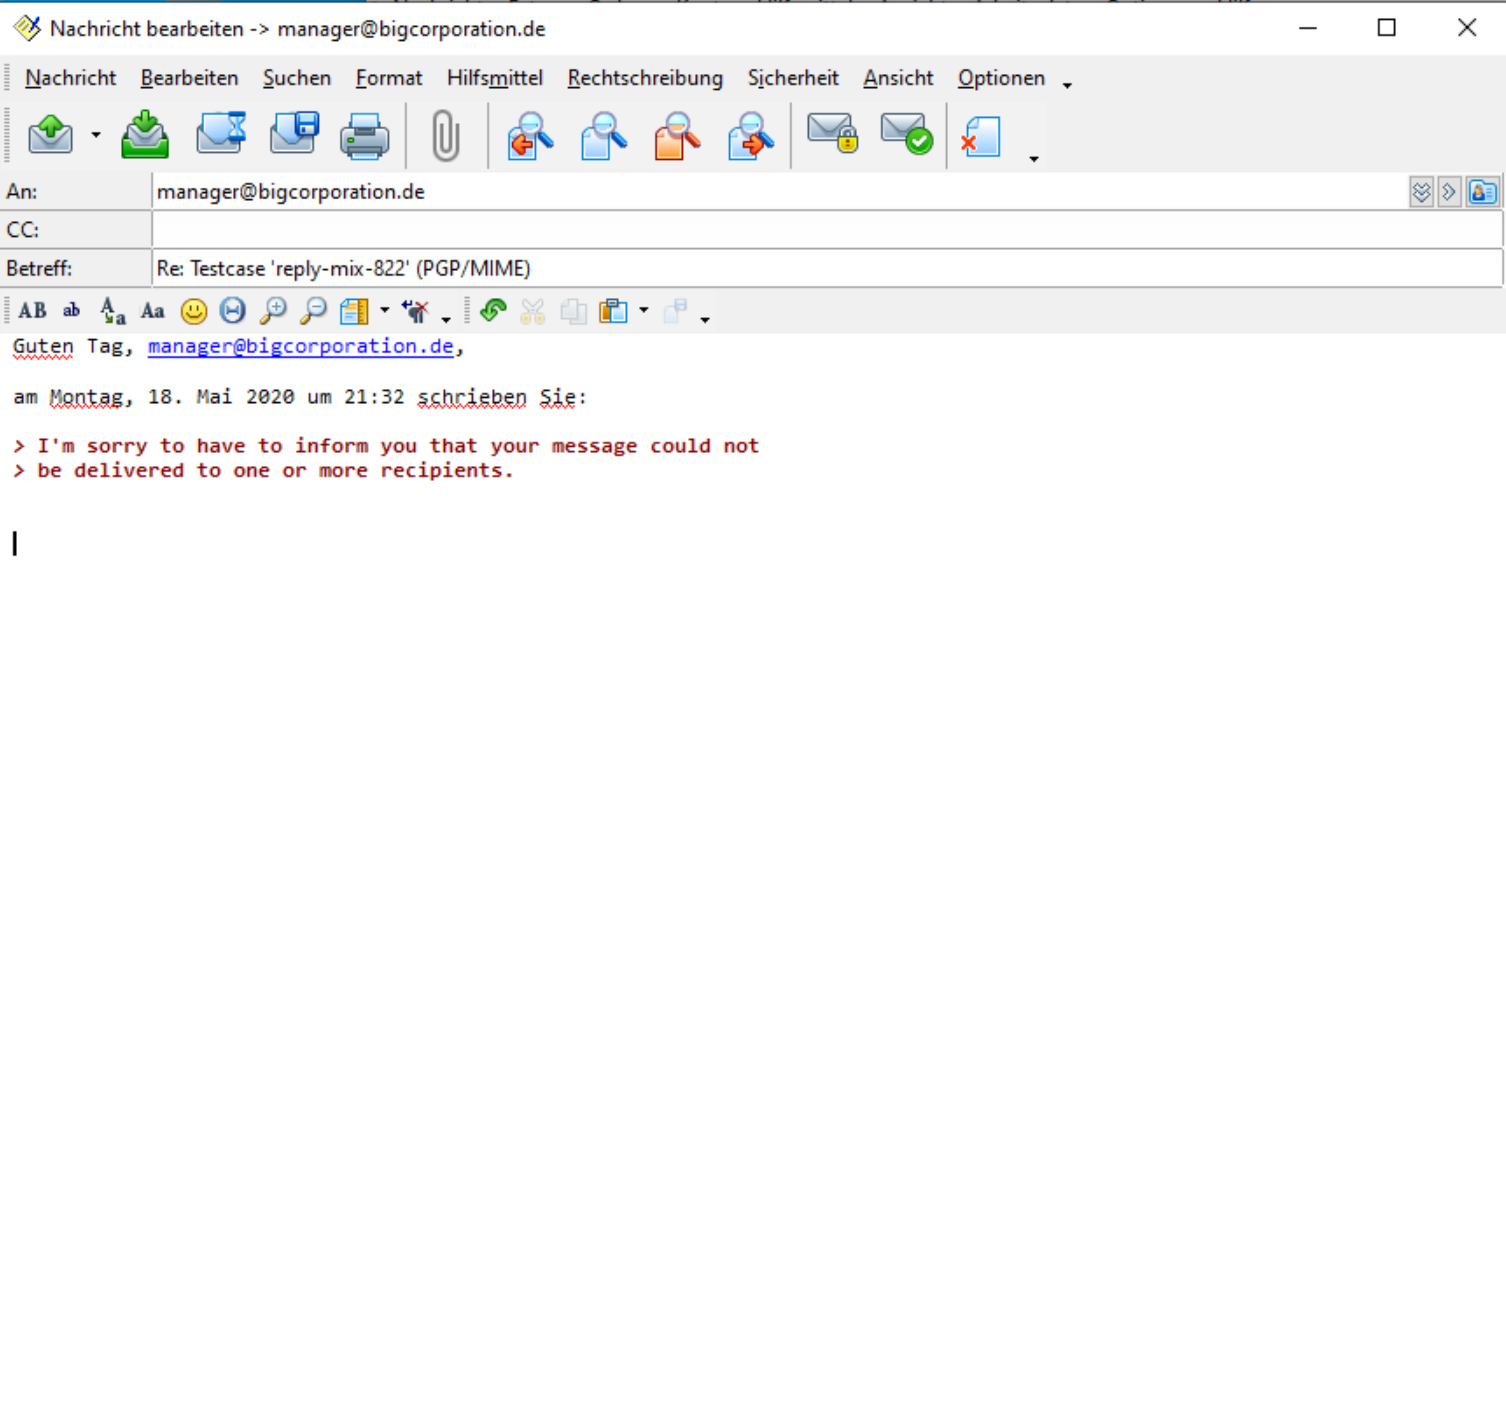 Nachricht bearbeiten -> manager@bigcorporation.de
Nachricht Bearbeiten Suchen Format Hilfsmittel Rechtschreibung Sicherheit Ansicht Optionen
An: manager@bigcorporation.de
CC:
Betreff: Re: Testcase 'reply-mix-822' (PGP/MIME)
AB ab Aa Aa
Guten Tag, manager@bigcorporation.de,
am Montag, 18. Mai 2020 um 21:32 schrieben Sie:
> I'm sorry to have to inform you that your message could not
> be delivered to one or more recipients.